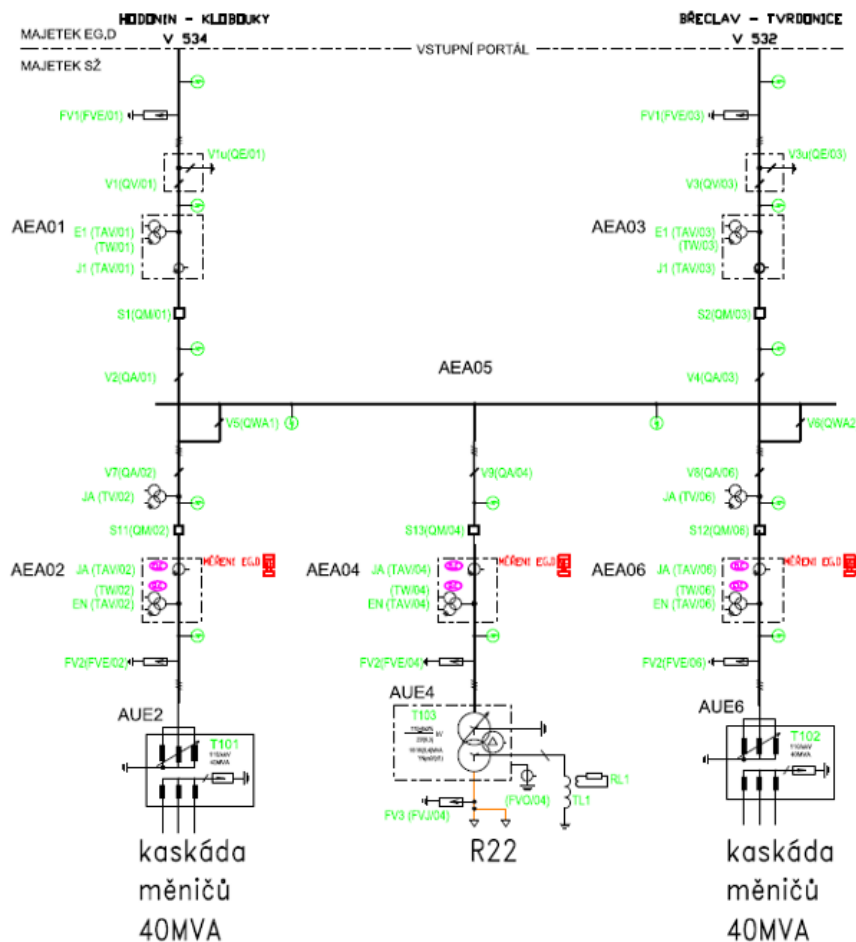 HODONÍN - KLOBOUKY
V 534
BŘECLAV - TVRDONICE
V 532
MAJETEK EG,D
VSTUPNÍ PORTÁL
MAJETEK SŽ
FV1(FVE/01)
FV1(FVE/03)
V1u(QE/01)
V3u(QE/03)
V1(QV/01)
V3(QV/03)
AEA01
E1 (TAV/01)
(TW/01)
J1 (TAV/01)
AEA03
E1 (TAV/03)
(TW/03)
J1 (TAV/03)
S1(QM/01)
S2(QM/03)
AEA05
V2(QA/01)
V4(QA/03)
V5(QWA1)
V6(QWA2
V7(QA/02)
V9(QA/04)
V8(QA/06)
JA (TV/02)
JA (TV/06)
S11(QM/02)
S13(QM/04)
S12(QM/06)
AEA02
JA (TAV/02)
(TW/02)
EN (TAV/02)
MĚŘENÍ EG,D
AEA04
JA (TAV/04)
(TW/04)
EN (TAV/04)
MĚŘENÍ EG,D
AEA06
JA (TAV/06)
(TW/06)
EN (TAV/06)
MĚŘENÍ EG,D
FV2(FVE/02)
FV2(FVE/04)
FV2(FVE/06)
AUE2
T101
110kV
40MVA
AUE4
T103
AUE6
T102
110kV
40MVA
RL1
TL1
(FVO/04)
FV3 (FVJ/04)
kaskáda
měničů
40MVA
R22
kaskáda
měničů
40MVA